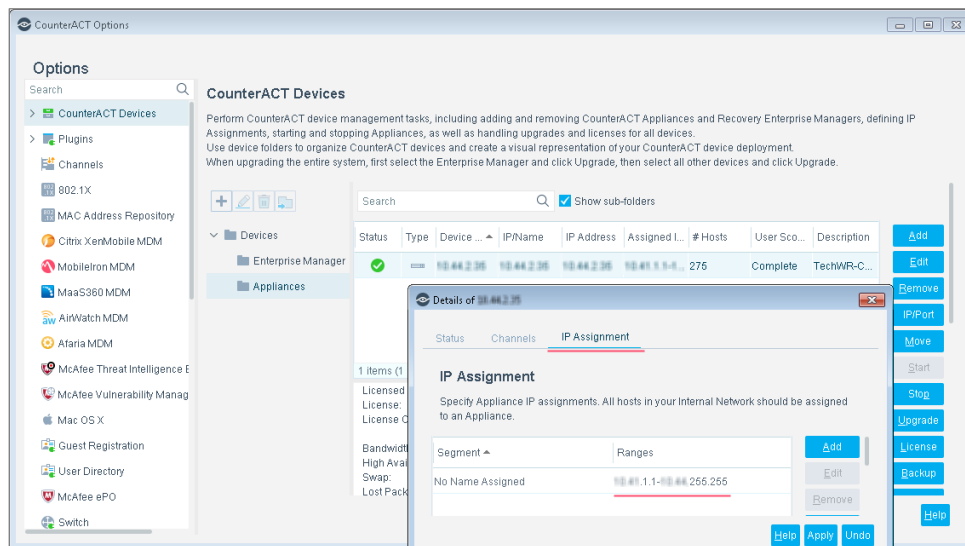 CounterACT Options
Options
Search
CounterACT Devices
Plugins
Channels
802.1X
MAC Address Repository
Citrix XenMobile MDM
MobileIron MDM
MaaS360 MDM
AirWatch MDM
Afaria MDM
McAfee Threat Intelligence E
McAfee Vulnerability Manag
Mac OS X
Guest Registration
User Directory
McAfee ePO
Switch
CounterACT Devices
Perform CounterACT device management tasks, including adding and removing CounterACT Appliances and Recovery Enterprise Managers, defining IP
Assignments, starting and stopping Appliances, as well as handling upgrades and licenses for all devices.
Use device folders to organize CounterACT devices and create a visual representation of your CounterACT device deployment.
When upgrading the entire system, first select the Enterprise Manager and click Upgrade, then select all other devices and click Upgrade.
Search
Show sub-folders
Devices
Enterprise Manager
Appliances
Status Type Device ... IP/Name IP Address Assigned I... # Hosts User Sco... Description
275 Complete TechWR-C...
1 items (1
Licensed
License:
License C
Bandwidt
High Avai
Swap:
Lost Pack
Add
Edit
Remove
IP/Port
Move
Start
Stop
Upgrade
License
Backup
Help
Details of
Status Channels IP Assignment
IP Assignment
Specify Appliance IP assignments. All hosts in your Internal Network should be assigned
to an Appliance.
Segment Ranges
No Name Assigned .1.1- .255.255
Add
Edit
Remove
Help Apply Undo